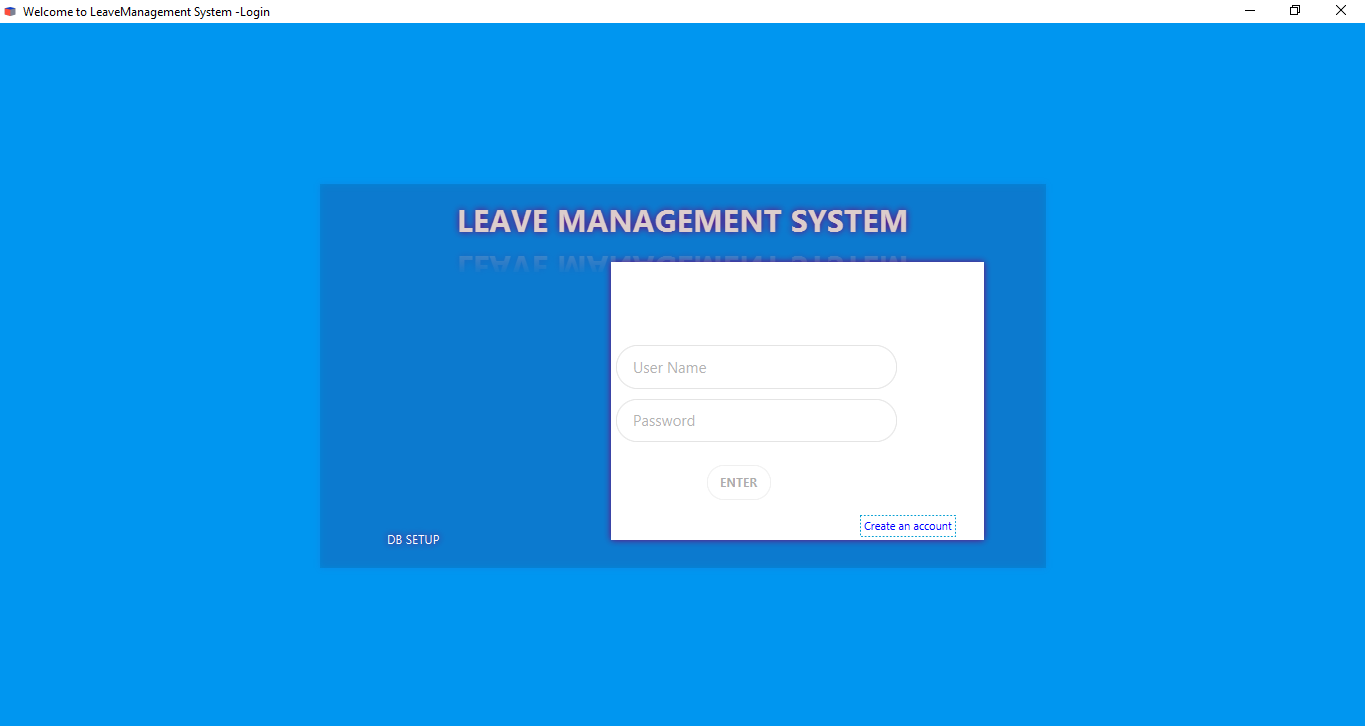 Welcome to LeaveManagement System -Login
LEAVE MANAGEMENT SYSTEM
User Name
Password
ENTER
Create an account
DB SETUP